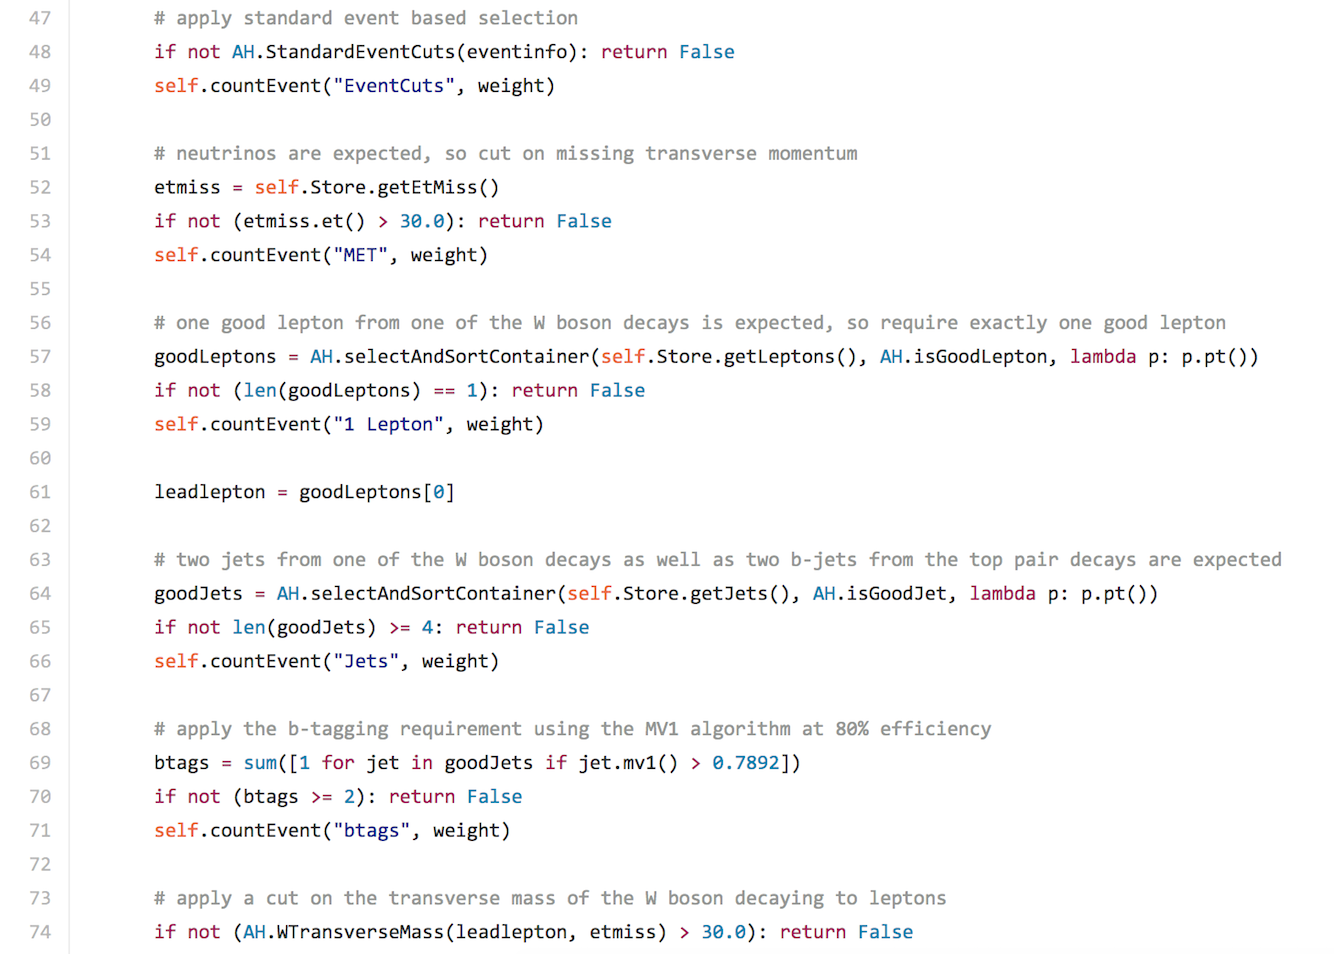 47 # apply standard event based selection
48 if not AH.StandardEventCuts(eventinfo): return False
49 self.countEvent("EventCuts", weight)
50
51 # neutrinos are expected, so cut on missing transverse momentum
52 etmiss = self.Store.getEtMiss()
53 if not (etmiss.et() > 30.0): return False
54 self.countEvent("MET", weight)
55
56 # one good lepton from one of the W boson decays is expected, so require exactly one good lepton
57 goodLeptons = AH.selectAndSortContainer(self.Store.getLeptons(), AH.isGoodLepton, lambda p: p.pt())
58 if not (len(goodLeptons) == 1): return False
59 self.countEvent("1 Lepton", weight)
60
61 leadlepton = goodLeptons[0]
62
63 # two jets from one of the W boson decays as well as two b-jets from the top pair decays are expected
64 goodJets = AH.selectAndSortContainer(self.Store.getJets(), AH.isGoodJet, lambda p: p.pt())
65 if not len(goodJets) >= 4: return False
66 self.countEvent("Jets", weight)
67
68 # apply the b-tagging requirement using the MV1 algorithm at 80% efficiency
69 btags = sum([1 for jet in goodJets if jet.mv1() > 0.7892])
70 if not (btags >= 2): return False
71 self.countEvent("btags", weight)
72
73 # apply a cut on the transverse mass of the W boson decaying to leptons
74 if not (AH.WTransverseMass(leadlepton, etmiss) > 30.0): return False